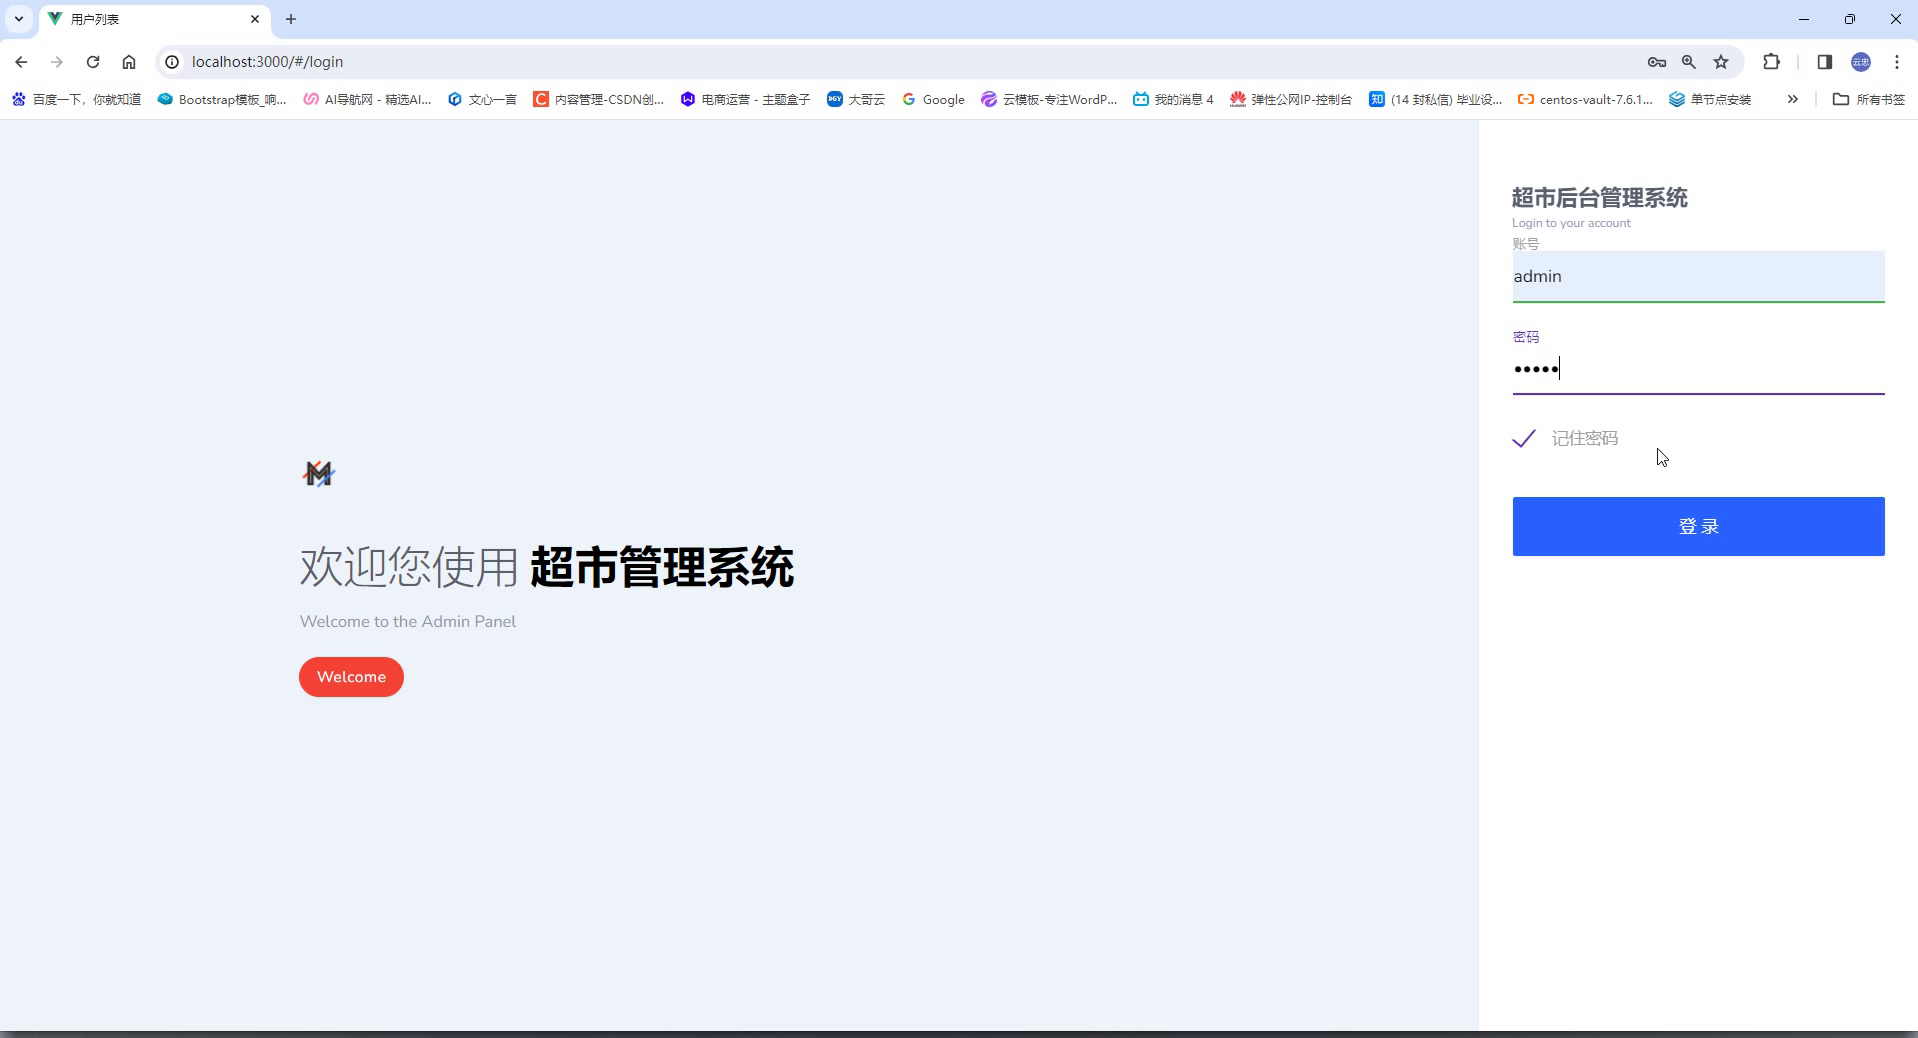 用户列表
localhost:3000/#/login
百度一下，你就知道
Bootstrap模板_响...
AI导航网 - 精选AI...
文心一言
内容管理-CSDN创...
电商运营 - 主题盒子
大哥云
Google
云模板-专注WordP...
我的消息 4
弹性公网IP-控制台
(14 封私信) 毕业设...
centos-vault-7.6.1...
单节点安装
所有书签
欢迎您使用 超市管理系统
Welcome to the Admin Panel
Welcome
超市后台管理系统
Login to your account
账号
admin
密码
•••••
记住密码
登 录